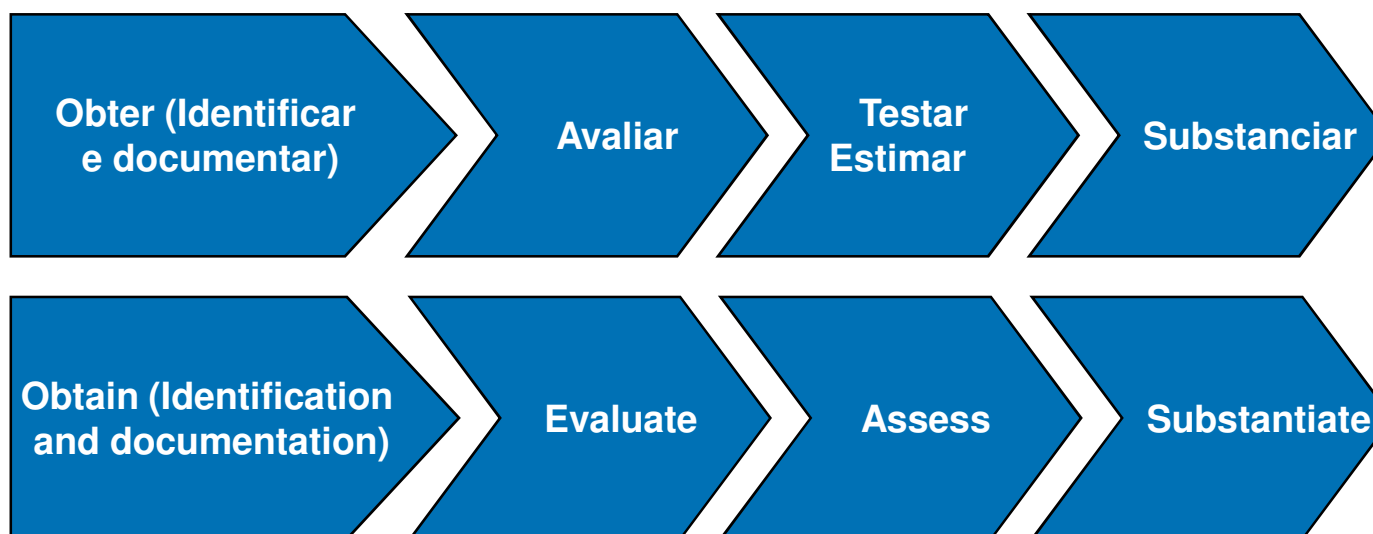 Obter (Identificar
e documentar)
Avaliar
Testar
Estimar
Substanciar
Obtain (Identification
and documentation)
Evaluate
Assess
Substantiate